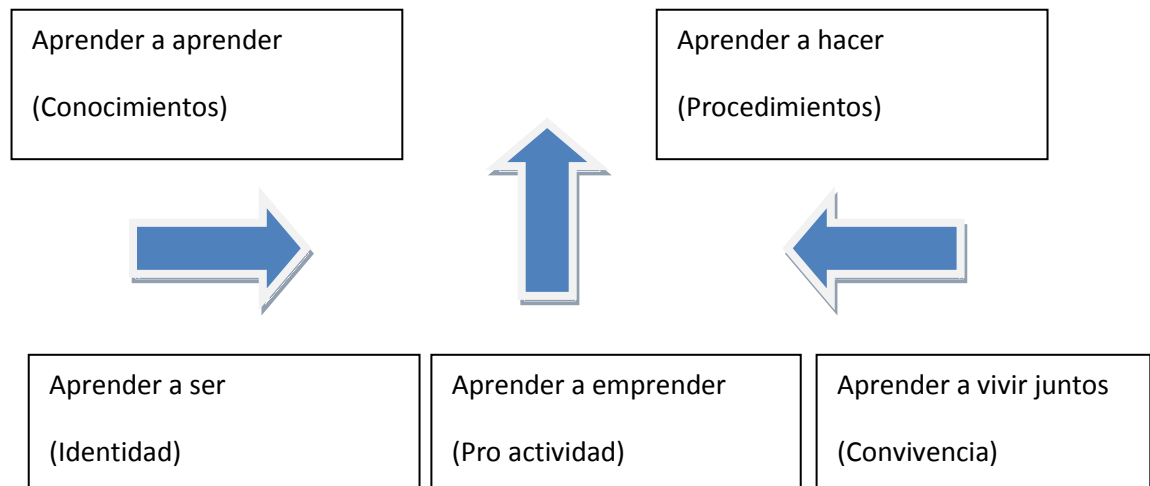 Aprender a aprender
(Conocimientos)
Aprender a hacer
(Procedimientos)
Aprender a ser
(Identidad)
Aprender a emprender
(Pro actividad)
Aprender a vivir juntos
(Convivencia)